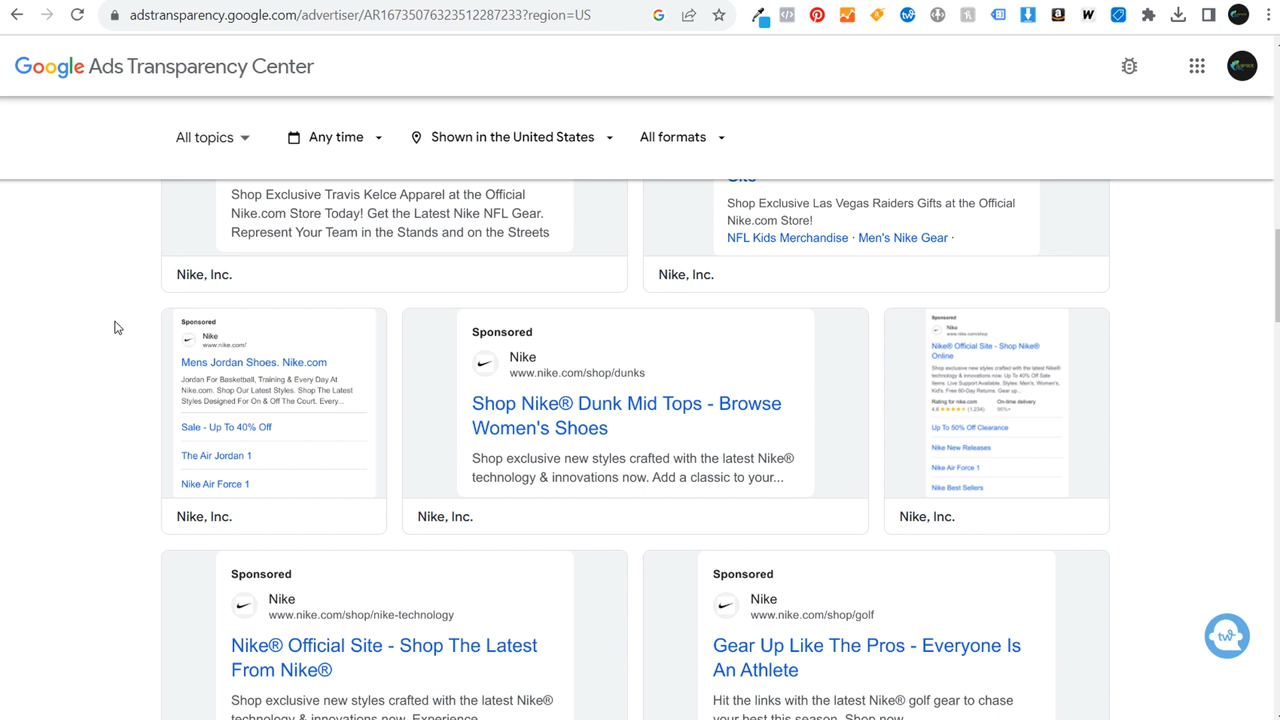 adstransparency.google.com/advertiser/AR16735076323512287233?region=US
Google Ads Transparency Center
All topics
Any time
Shown in the United States
All formats
Shop Exclusive Travis Kelce Apparel at the Official
Nike.com Store Today! Get the Latest Nike NFL Gear.
Represent Your Team in the Stands and on the Streets
Nike, Inc.
Shop Exclusive Las Vegas Raiders Gifts at the Official
Nike.com Store!
NFL Kids Merchandise · Men's Nike Gear ·
Nike, Inc.
Sponsored
Nike
www.nike.com/
Mens Jordan Shoes. Nike.com
Jordan For Basketball, Training & Every Day At
Nike.com. Shop Our Latest Styles. Shop The Latest
Styles Designed For On & Off The Court. Every...
Sale - Up To 40% Off
The Air Jordan 1
Nike Air Force 1
Nike, Inc.
Sponsored
Nike
www.nike.com/shop/dunks
Shop Nike® Dunk Mid Tops - Browse
Women's Shoes
Shop exclusive new styles crafted with the latest Nike®
technology & innovations now. Add a classic to your...
Nike, Inc.
Sponsored
Nike
www.nike.com/shop
Nike® Official Site - Shop Nike®
Online
Shop exclusive new styles crafted with the latest Nike®
technology & innovations now. Up To 40% Off Sale
Items. Live Support Available. Styles: Men's, Women's,
Kid's. Free 60-Day Returns. Gear up...
Rating for nike.com On-time delivery
4.6 ★★★★★ (1,234) 95%+
Up To 50% Off Clearance
Nike New Releases
Nike Air Force 1
Nike Best Sellers
Nike, Inc.
Sponsored
Nike
www.nike.com/shop/nike-technology
Nike® Official Site - Shop The Latest
From Nike®
Shop exclusive new styles crafted with the latest Nike®
technology & innovations now. Experience
Sponsored
Nike
www.nike.com/shop/golf
Gear Up Like The Pros - Everyone Is
An Athlete
Hit the links with the latest Nike® golf gear to chase
your best this season. Shop now